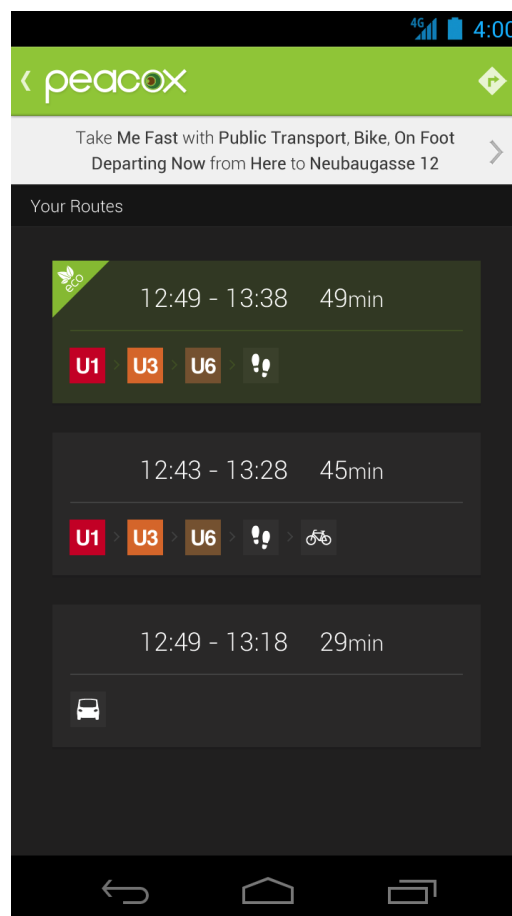 4G 4:00
peacox
Take Me Fast with Public Transport, Bike, On Foot
Departing Now from Here to Neubaugasse 12
Your Routes
eco
12:49 - 13:38 49min
U1 > U3 > U6 >
12:43 - 13:28 45min
U1 > U3 > U6 > >
12:49 - 13:18 29min